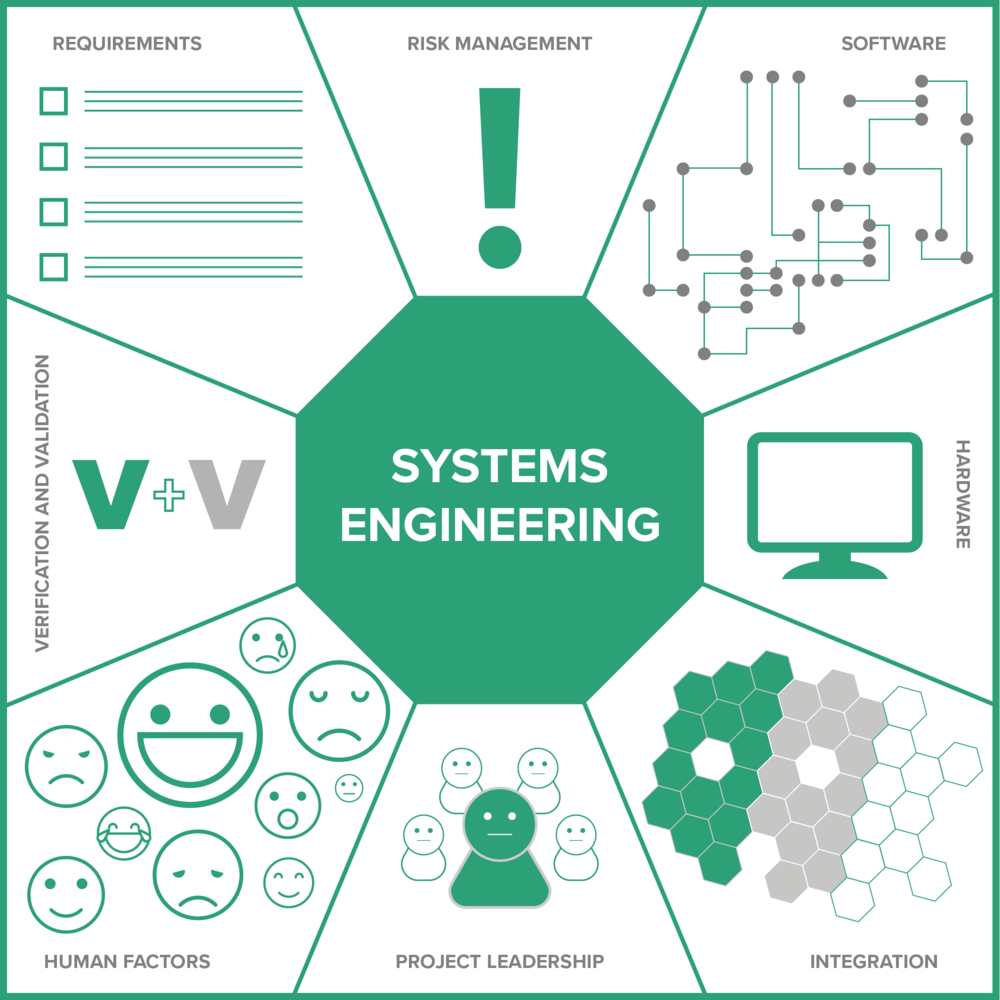 REQUIREMENTS
RISK MANAGEMENT
SOFTWARE
VERIFICATION AND VALIDATION
V+V
SYSTEMS
ENGINEERING
HARDWARE
HUMAN FACTORS
PROJECT LEADERSHIP
INTEGRATION